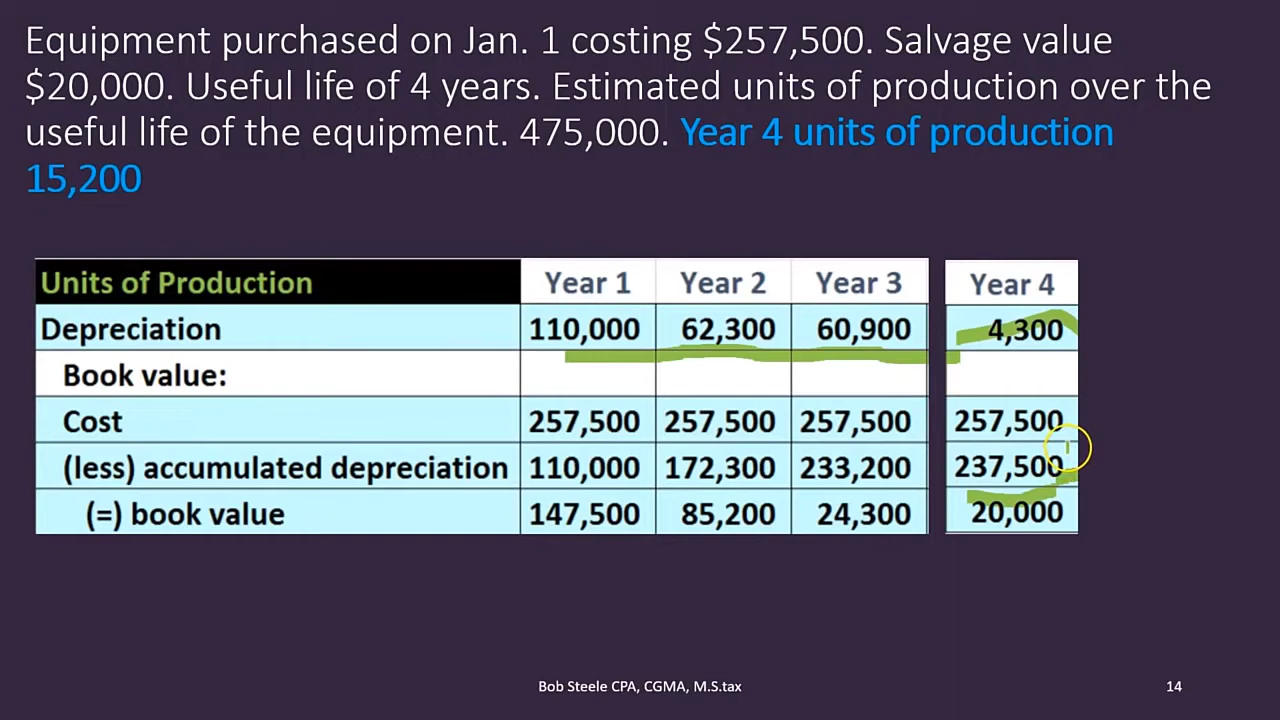 Equipment purchased on Jan. 1 costing $257,500. Salvage value
$20,000. Useful life of 4 years. Estimated units of production over the
useful life of the equipment. 475,000. Year 4 units of production
15,200
Units of Production Year 1 Year 2 Year 3 Year 4
Depreciation 110,000 62,300 60,900 4,300
Book value:
Cost 257,500 257,500 257,500 257,500
(less) accumulated depreciation 110,000 172,300 233,200 237,500
(=) book value 147,500 85,200 24,300 20,000
Bob Steele CPA, CGMA, M.S.tax 14